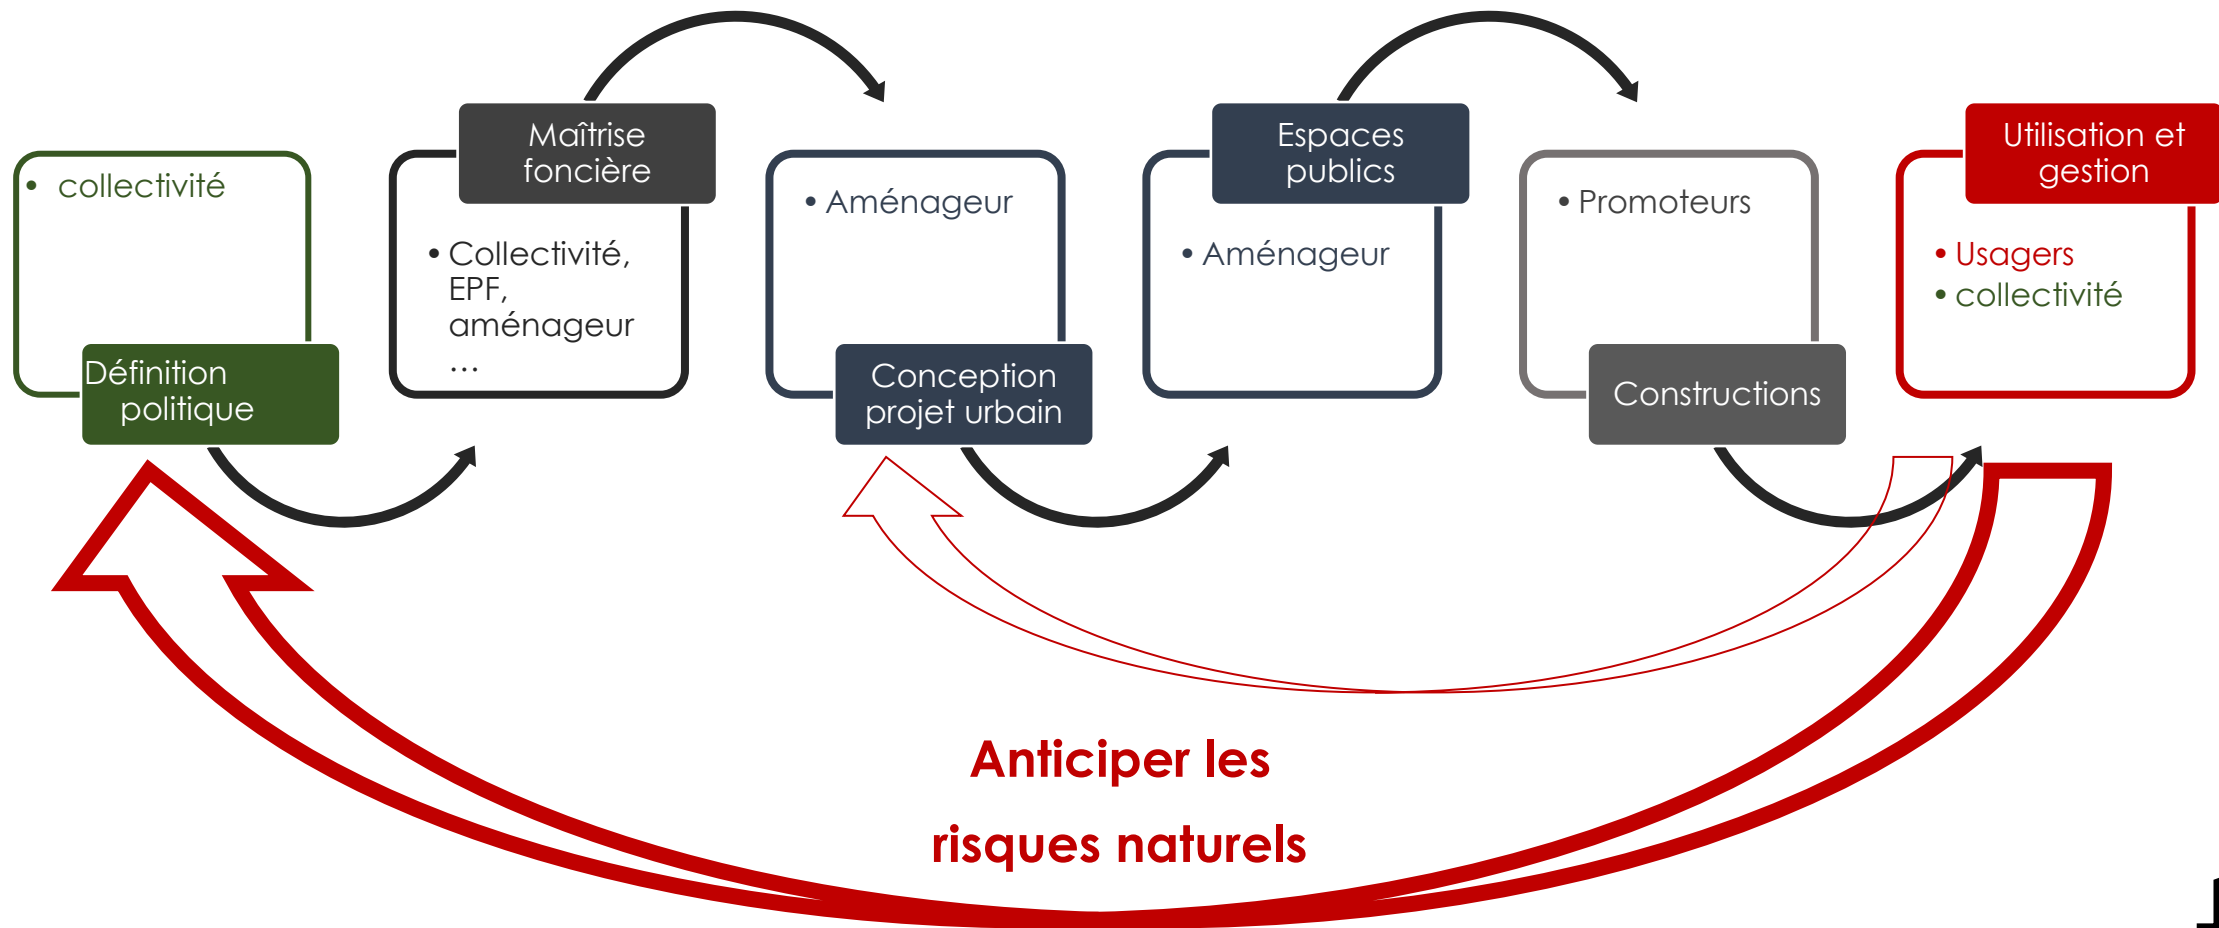 collectivité
Définition
politique
Maîtrise
foncière
Collectivité,
EPF,
aménageur
…
Aménageur
Conception
projet urbain
Espaces
publics
Aménageur
Promoteurs
Constructions
Utilisation et
gestion
Usagers
collectivité
Anticiper les
risques naturels